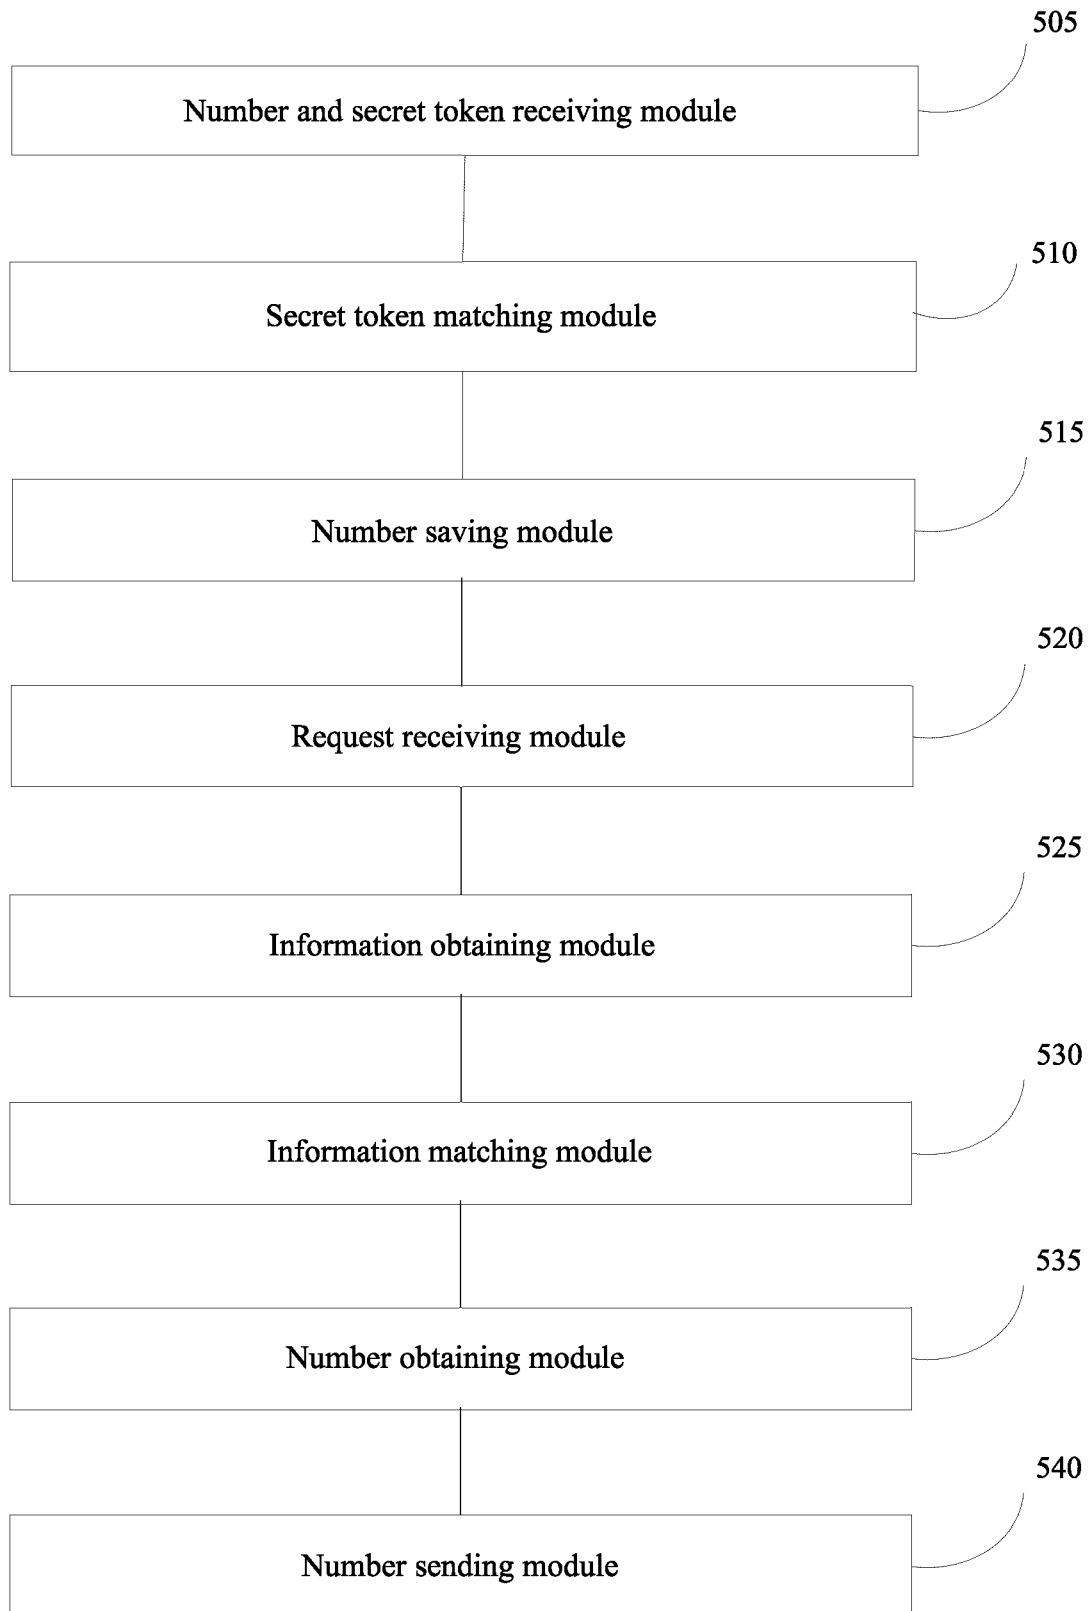 505
Number and secret token receiving module
510
Secret token matching module
515
Number saving module
520
Request receiving module
525
Information obtaining module
530
Information matching module
535
Number obtaining module
540
Number sending module